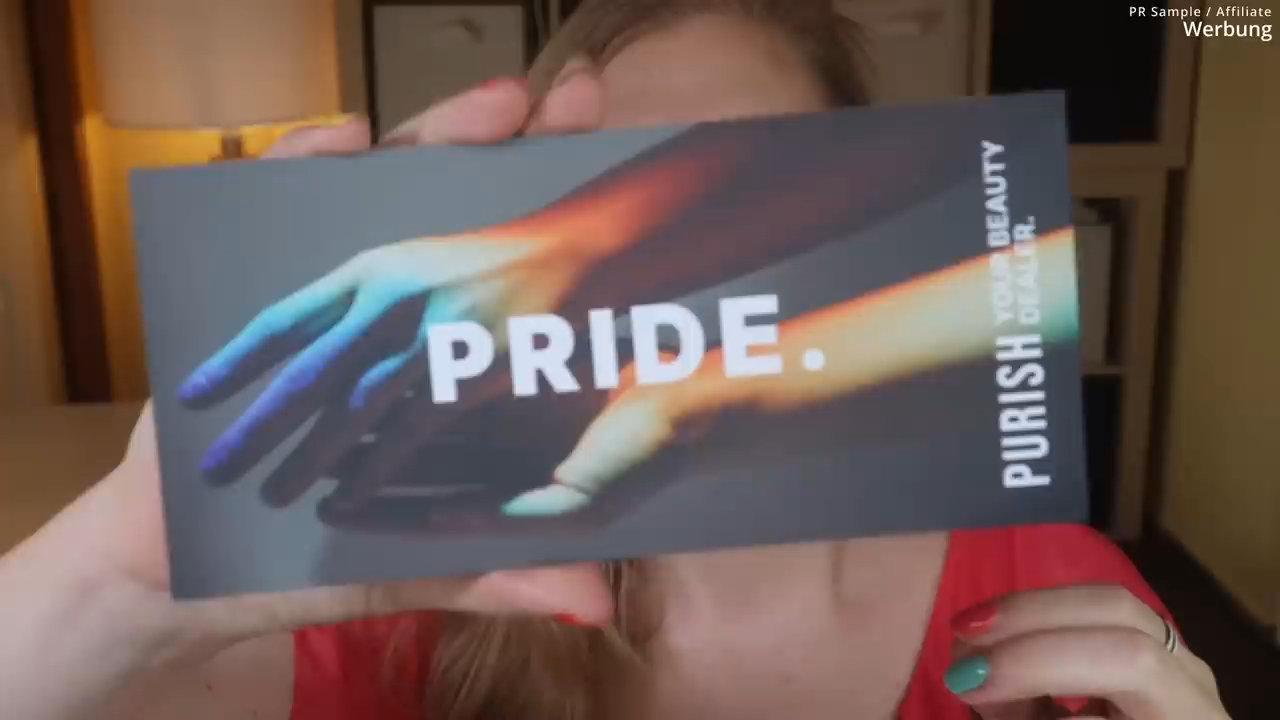 PR Sample / Affiliate
Werbung
PRIDE.
PURISH YOUR BEAUTY
DEALER.